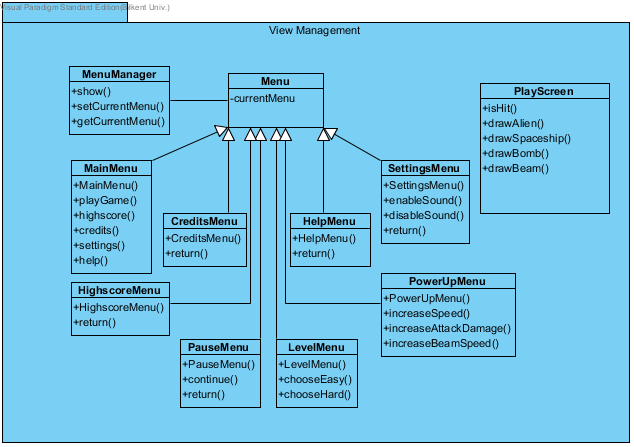 Visual Paradigm Standard Edition(Bilkent Univ.)
View Management
MenuManager
+show()
+setCurrentMenu()
+getCurrentMenu()
Menu
-currentMenu
PlayScreen
+isHit()
+drawAlien()
+drawSpaceship()
+drawBomb()
+drawBeam()
MainMenu
+MainMenu()
+playGame()
+highscore()
+credits()
+settings()
+help()
CreditsMenu
+CreditsMenu()
+return()
HelpMenu
+HelpMenu()
+return()
SettingsMenu
+SettingsMenu()
+enableSound()
+disableSound()
+return()
HighscoreMenu
+HighscoreMenu()
+return()
PowerUpMenu
+PowerUpMenu()
+increaseSpeed()
+increaseAttackDamage()
+increaseBeamSpeed()
PauseMenu
+PauseMenu()
+continue()
+return()
LevelMenu
+LevelMenu()
+chooseEasy()
+chooseHard()